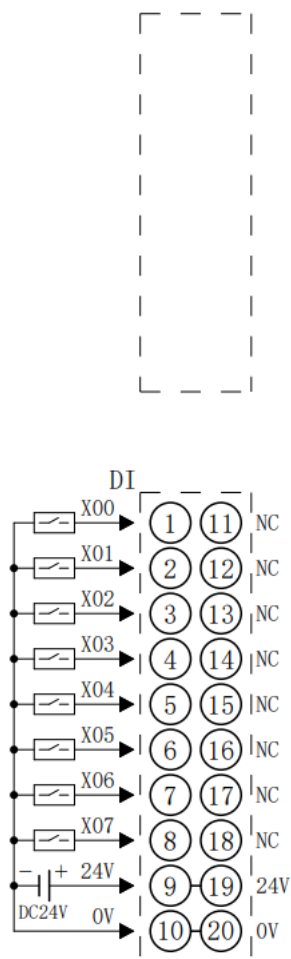 DI
X00 1 11 NC
X01 2 12 NC
X02 3 13 NC
X03 4 14 NC
X04 5 15 NC
X05 6 16 NC
X06 7 17 NC
X07 8 18 NC
- + 24V 9 19 24V
DC24V 0V 10 20 0V